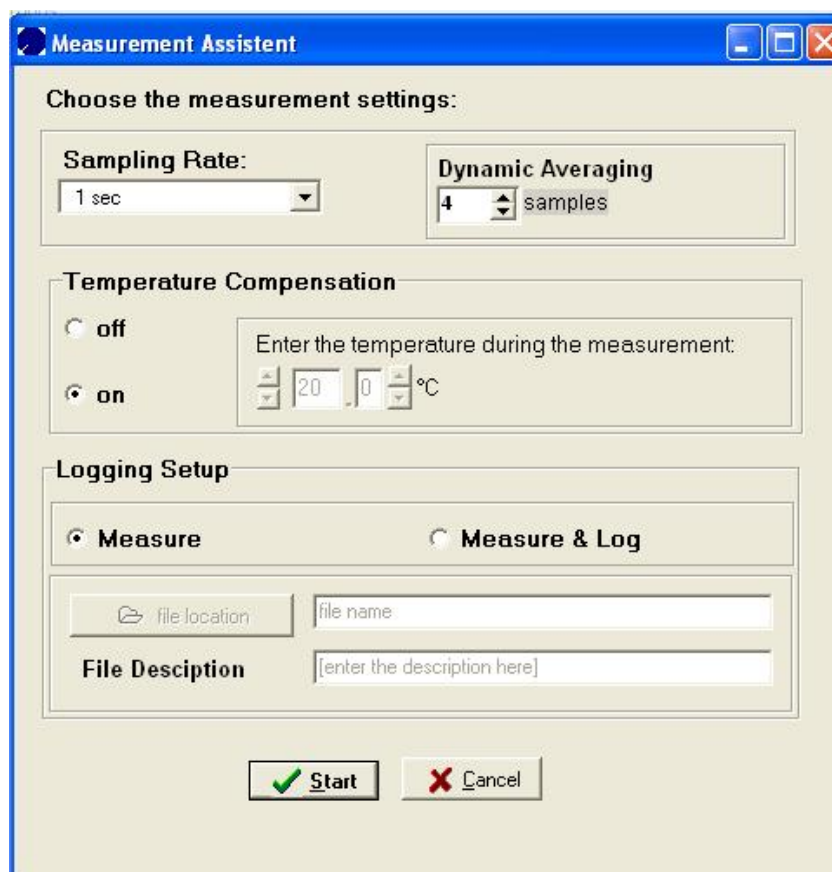 Measurement Assistent
Choose the measurement settings:
Sampling Rate:
1 sec
Dynamic Averaging
4 samples
Temperature Compensation
off
on
Enter the temperature during the measurement:
20 . 0 °C
Logging Setup
Measure
Measure & Log
file location
file name
File Desciption
[enter the description here]
Start
Cancel